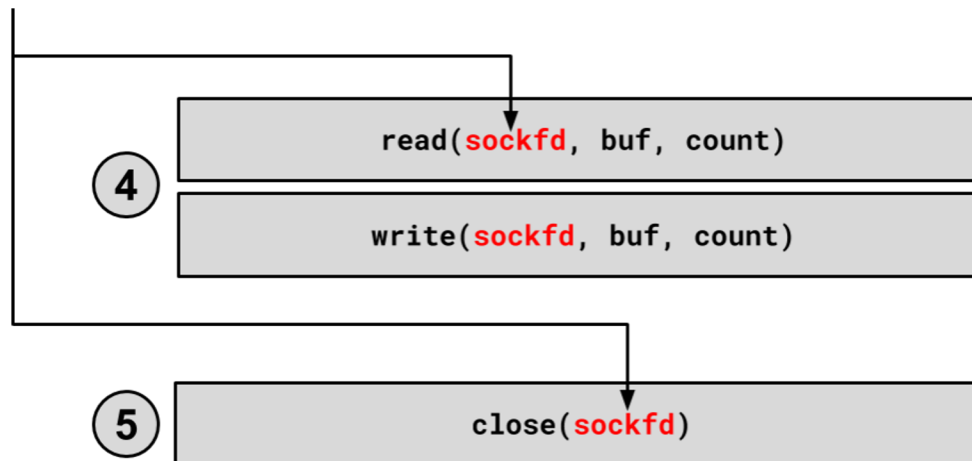 read(sockfd, buf, count)
4
write(sockfd, buf, count)
5
close(sockfd)